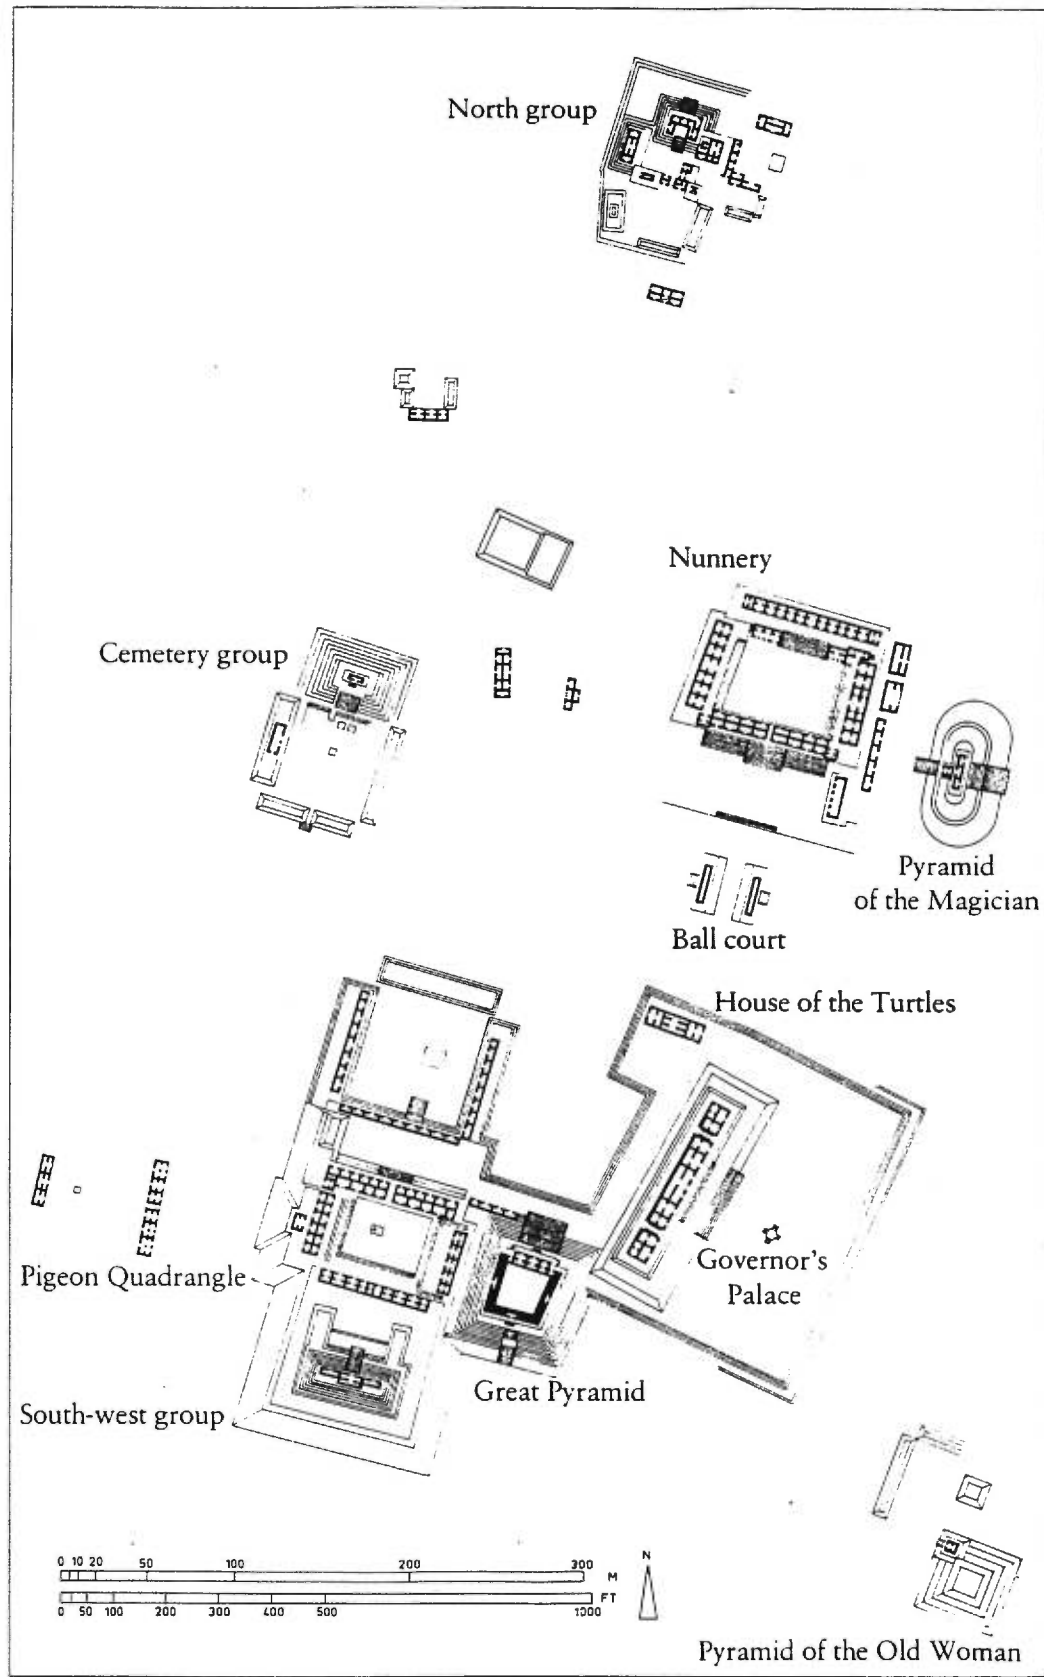 North group
Nunnery
Cemetery group
Pyramid
of the Magician
Ball court
House of the Turtles
Governor's
Palace
Pigeon Quadrangle
Great Pyramid
South-west group
0 10 20 50 100 200 300 M
0 50 100 200 300 400 500 1000 FT
N
Pyramid of the Old Woman